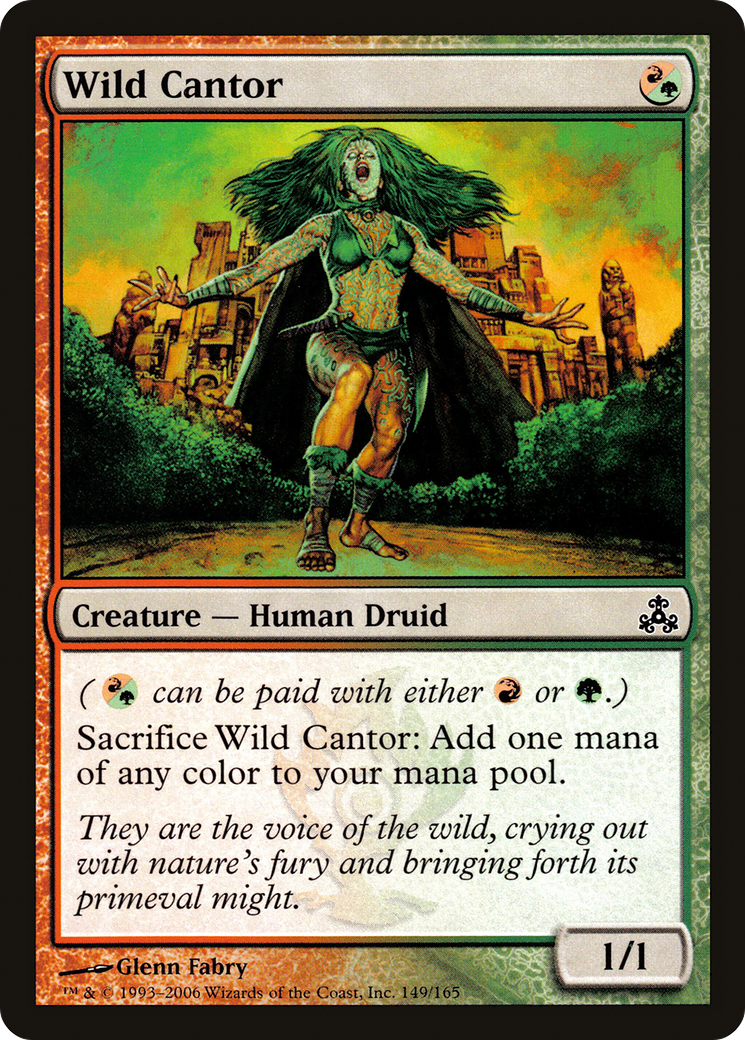 Wild Cantor
Creature — Human Druid
( can be paid with either or .)
Sacrifice Wild Cantor: Add one mana
of any color to your mana pool.
They are the voice of the wild, crying out
with nature's fury and bringing forth its
primeval might.
1/1
Glenn Fabry
™ & © 1993–2006 Wizards of the Coast, Inc. 149/165